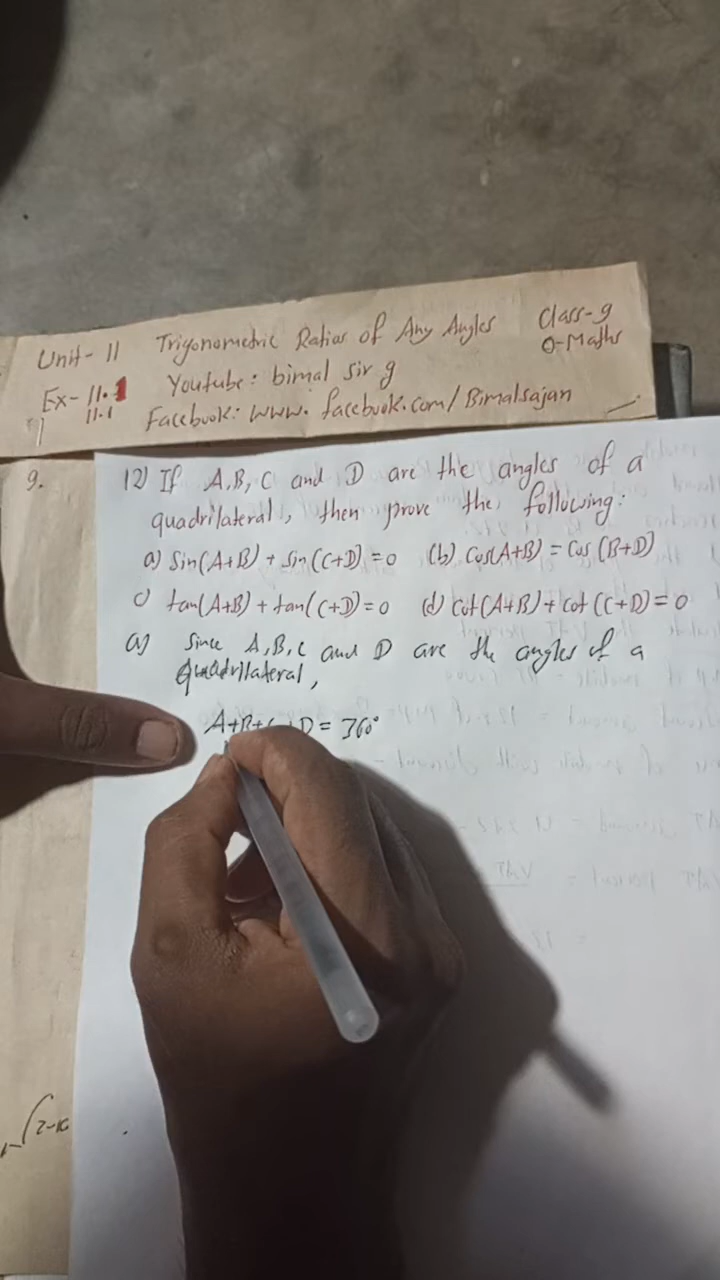 Unit- 11 Trigonometric Ratios of Any Angles Class-9
Ex- 11.1 Youtube: bimal sir g O-Maths
11.1
Facebook: www.facebook.com/Bimalsajan
9.
12) If A,B, C and D are the angles of a
quadrilateral, then prove the following:
a) Sin(A+B) + sin(C+D) = 0 (b) Cos(A+B) = Cos (B+D)
c) tan(A+B) + tan(C+D) = 0 (d) Cot(A+B) + cot (C+D) = 0
(a) Since A,B,C and D are the angles of a
Quadrilateral,
A+B+C+D = 360°